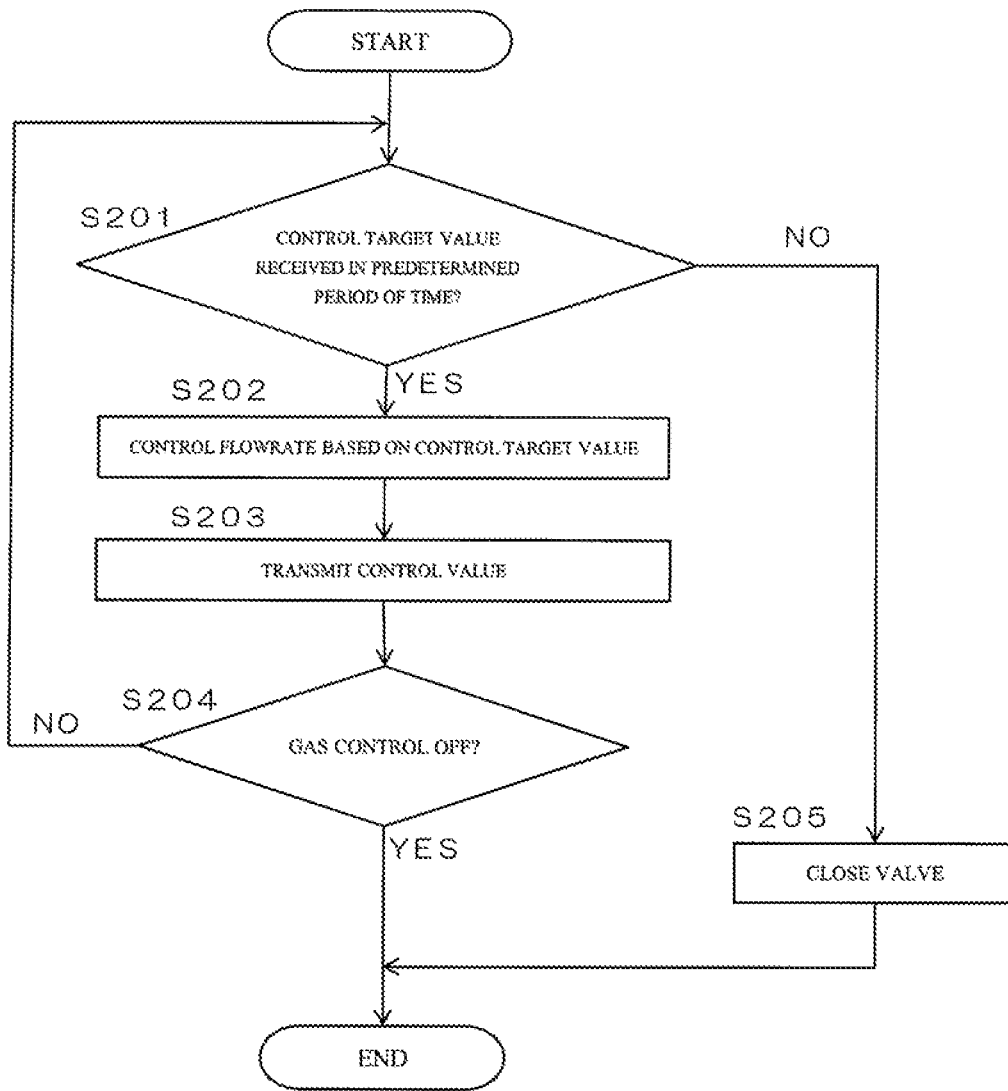 START
S201
CONTROL TARGET VALUE
RECEIVED IN PREDETERMINED
PERIOD OF TIME?
NO
YES
S202
CONTROL FLOWRATE BASED ON CONTROL TARGET VALUE
S203
TRANSMIT CONTROL VALUE
S204
NO
GAS CONTROL OFF?
YES
S205
CLOSE VALVE
END